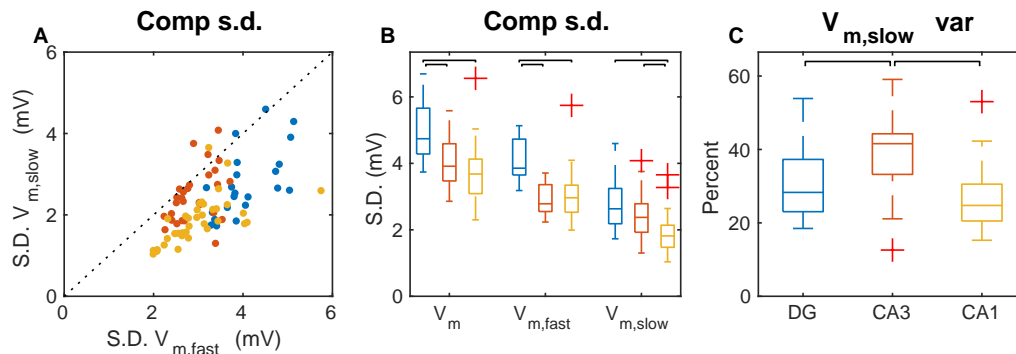 A Comp s.d.
6
4
2
0
0 2 4 6
S.D. V_m,slow (mV)
S.D. V_m,fast (mV)
B Comp s.d.
6
4
2
0
S.D. (mV)
V_m V_m,fast V_m,slow
C V_m,slow var
60
40
20
0
Percent
DG CA3 CA1